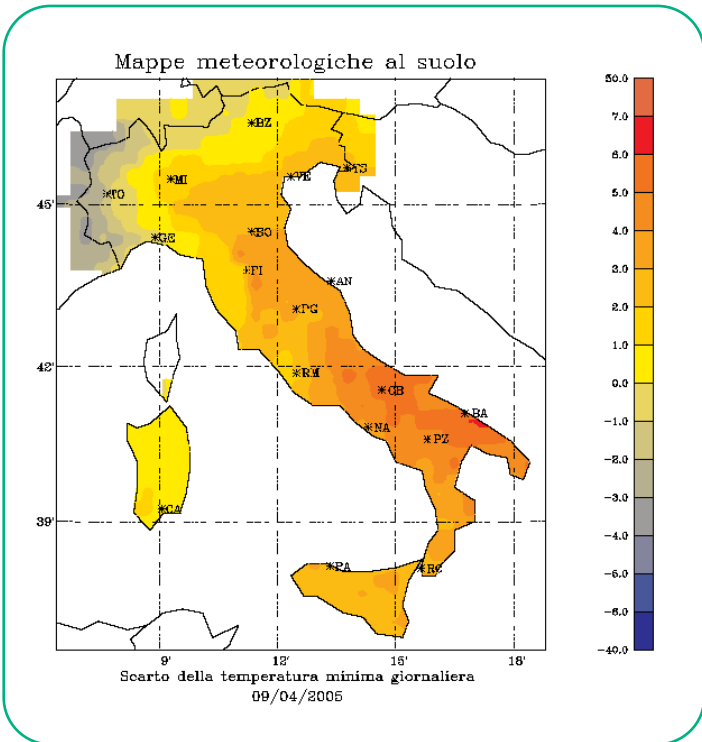 Mappe meteorologiche al suolo
50.0
7.0
6.0
5.0
4.0
3.0
2.0
1.0
0.0
-1.0
-2.0
-3.0
-4.0
-5.0
-6.0
-40.0
BZ
MI
VE
TS
TO
45'
GE
BO
FI
AN
PG
42'
RM
CB
BA
NA
PZ
CA
39'
PA
RC
9'
12'
15'
18'
Scarto della temperatura minima giornaliera
09/04/2005